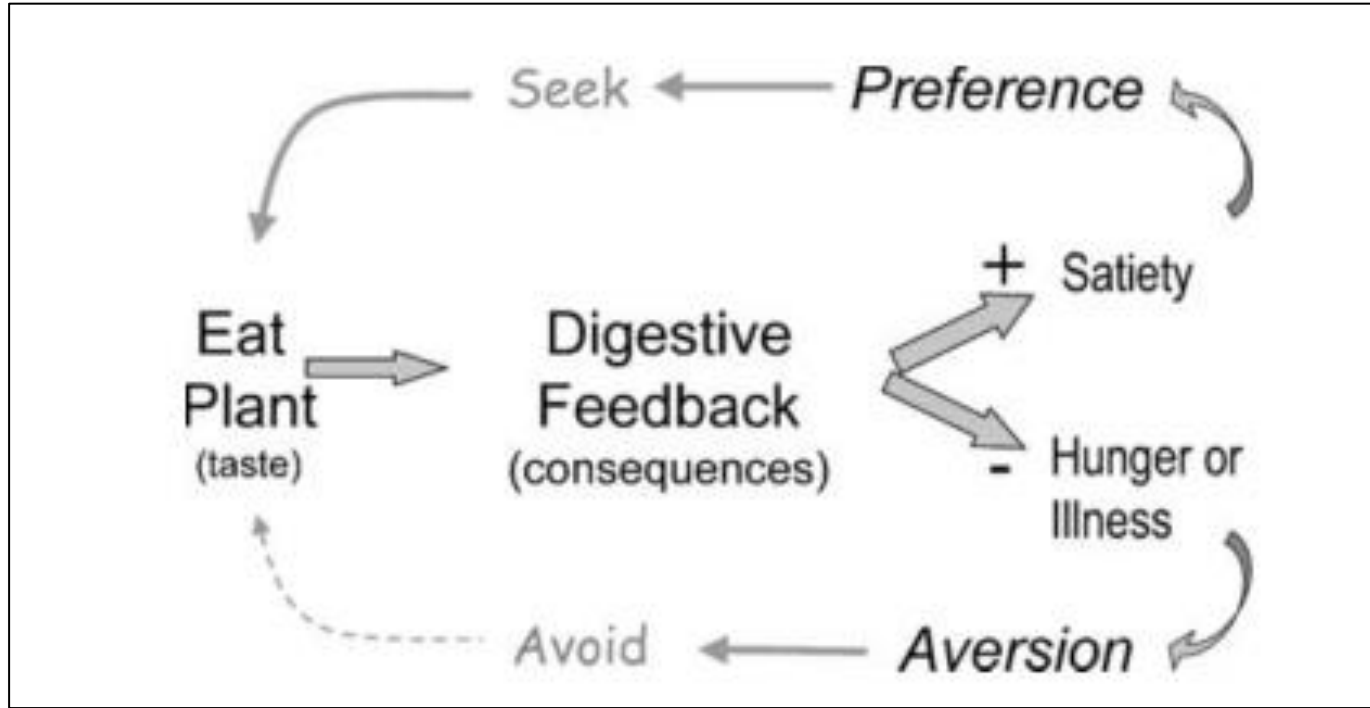 Seek
Preference
+ Satiety
Eat
Plant
(taste)
Digestive
Feedback
(consequences)
- Hunger or
Illness
Avoid
Aversion